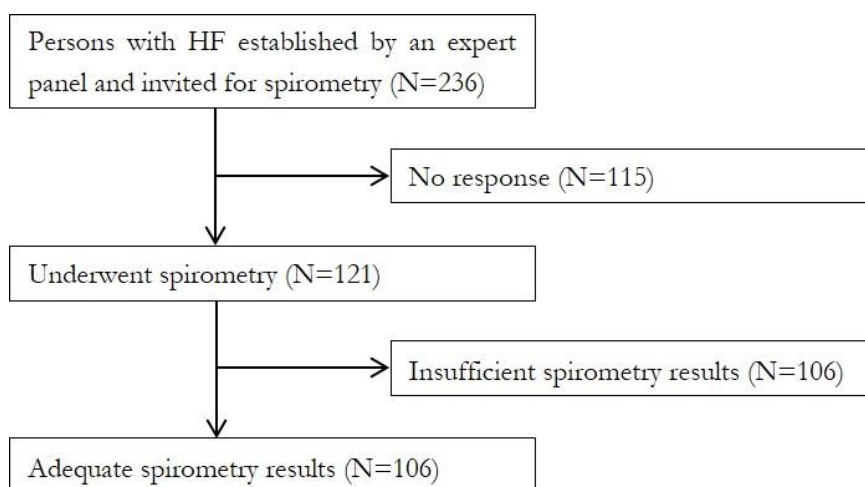 Persons with HF established by an expert
panel and invited for spirometry (N=236)
No response (N=115)
Underwent spirometry (N=121)
Insufficient spirometry results (N=106)
Adequate spirometry results (N=106)